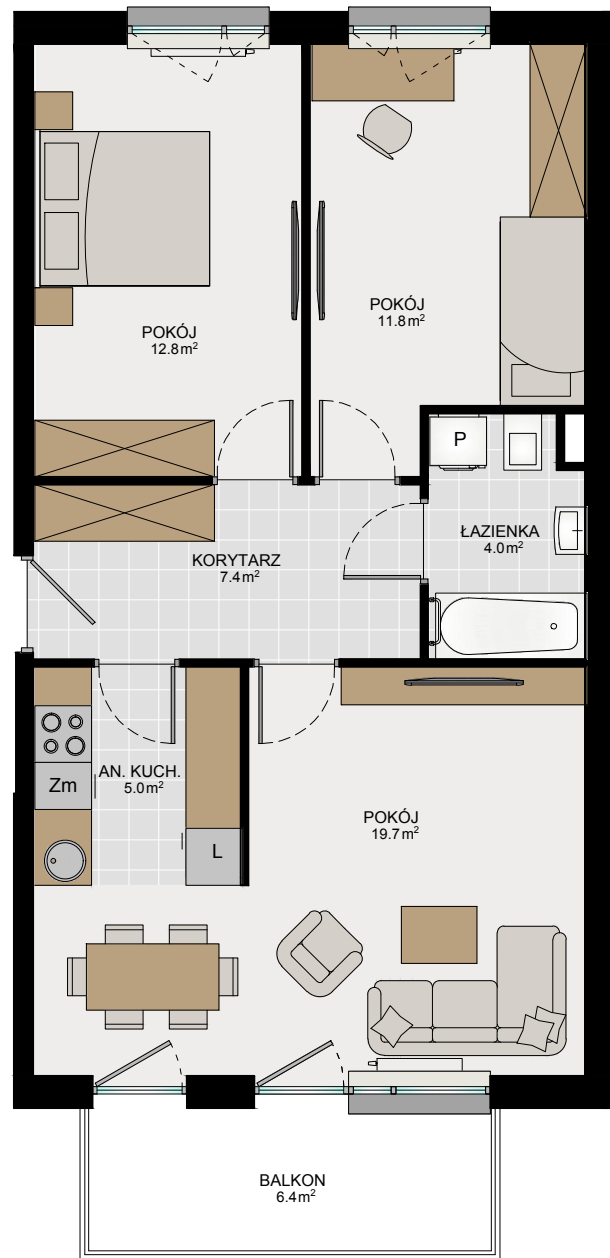 POKÓJ
12.8m²
POKÓJ
11.8m²
P
ŁAZIENKA
4.0m²
KORYTARZ
7.4m²
AN. KUCH.
5.0m²
Zm
L
POKÓJ
19.7m²
BALKON
6.4m²